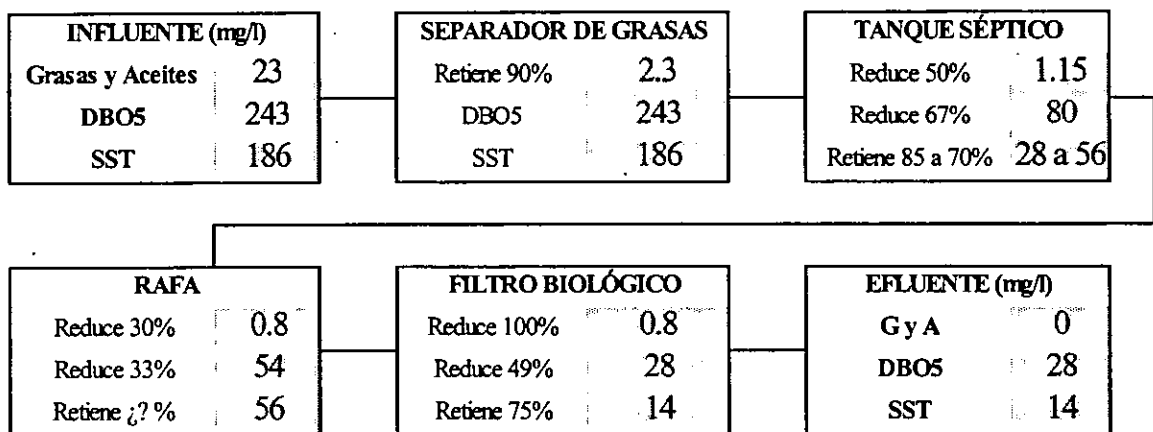 INFLUENTE (mg/l)
Grasas y Aceites 23
DBO5 243
SST 186
SEPARADOR DE GRASAS
Retiene 90% 2.3
DBO5 243
SST 186
TANQUE SÉPTICO
Reduce 50% 1.15
Reduce 67% 80
Retiene 85 a 70% 28 a 56
RAFA
Reduce 30% 0.8
Reduce 33% 54
Retiene ¿? % 56
FILTRO BIOLÓGICO
Reduce 100% 0.8
Reduce 49% 28
Retiene 75% 14
EFLUENTE (mg/l)
G y A 0
DBO5 28
SST 14